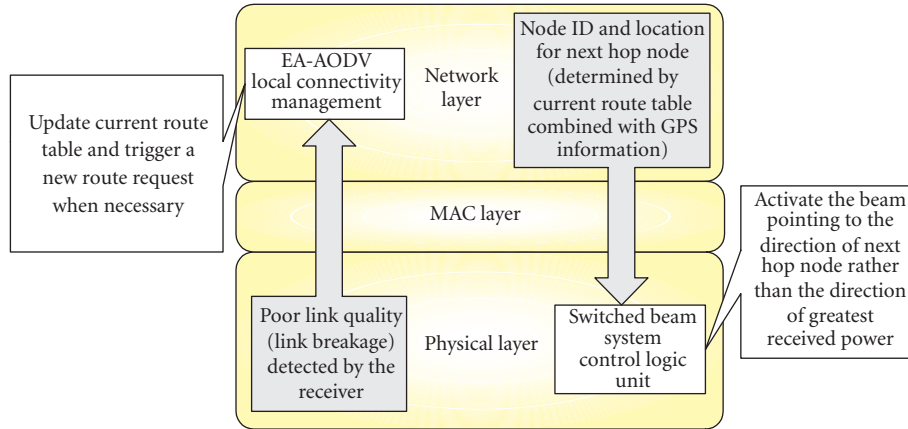 Update current route
table and trigger a
new route request
when necessary
EA-AODV
local connectivity
management
Network
layer
Node ID and location
for next hop node
(determined by
current route table
combined with GPS
information)
MAC layer
Poor link quality
(link breakage)
detected by the
receiver
Physical layer
Switched beam
system
control logic
unit
Activate the beam
pointing to the
direction of next
hop node rather
than the direction
of greatest
received power